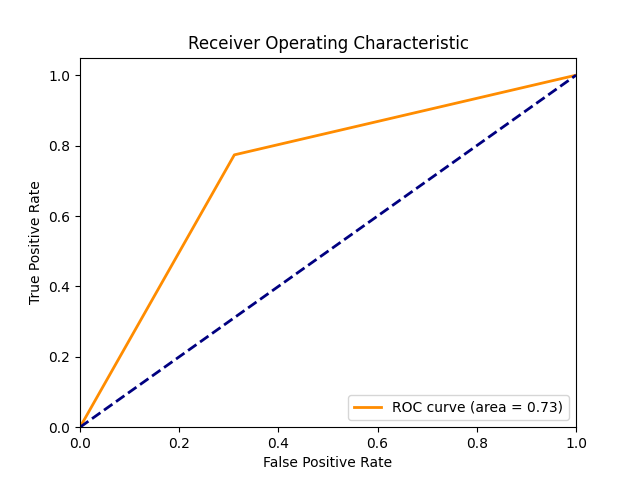 Receiver Operating Characteristic
True Positive Rate
1.0
0.8
0.6
0.4
0.2
0.0
ROC curve (area = 0.73)
0.0 0.2 0.4 0.6 0.8 1.0
False Positive Rate